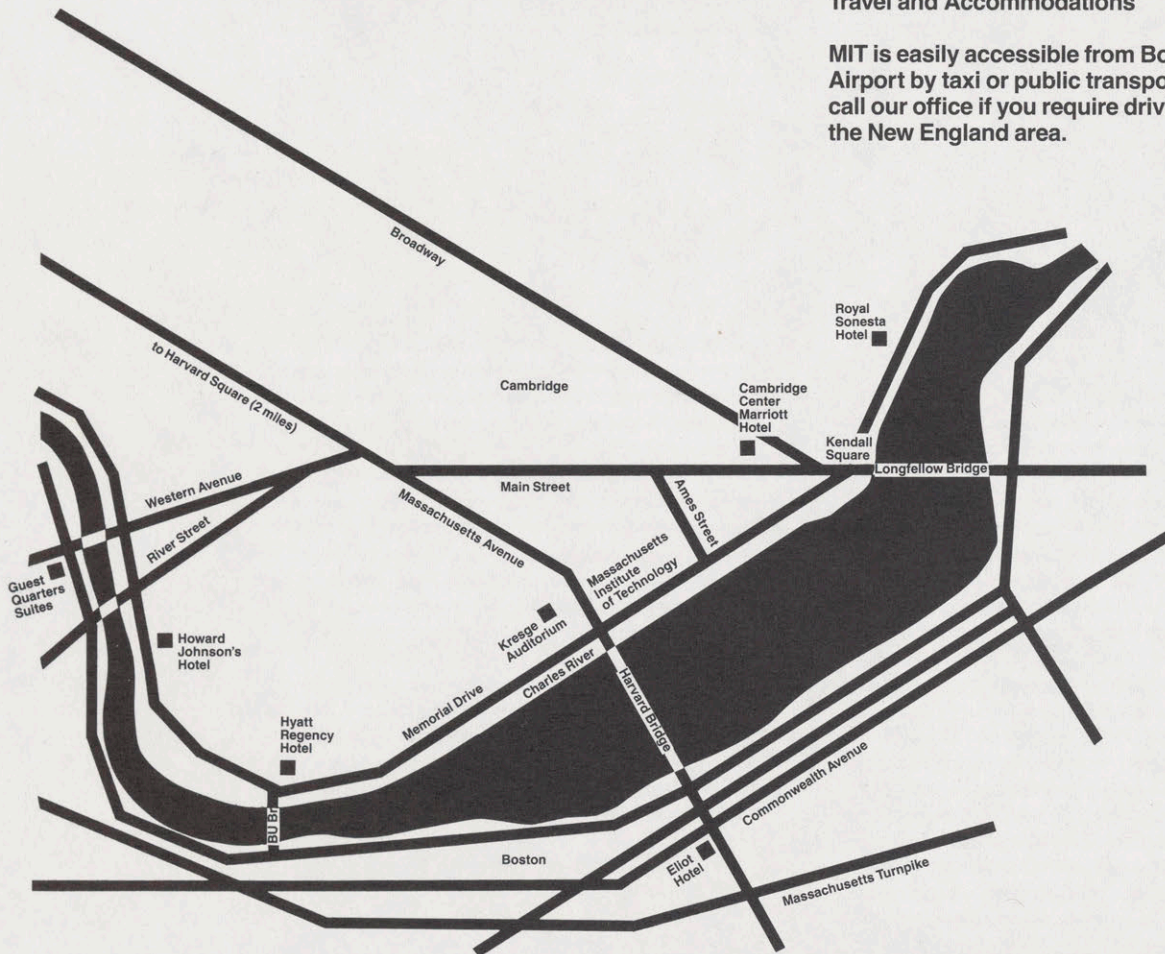 Travel and Accommodations
MIT is easily accessible from
Airport by taxi or public
call our office if you require
the New England area.
Broadway
Royal
Sonesta
Hotel
to Harvard Square (2 miles)
Cambridge
Cambridge
Center
Marriott
Hotel
Kendall
Square
Longfellow Bridge
Western Avenue
Main Street
Ames Street
River Street
Massachusetts Avenue
Massachusetts
Institute
of Technology
Guest
Quarters
Suites
Howard
Johnson's
Hotel
Kresge
Auditorium
Charles River
Memorial Drive
Harvard Bridge
Hyatt
Regency
Hotel
BU Br
Commonwealth Avenue
Boston
Eliot
Hotel
Massachusetts Turnpike